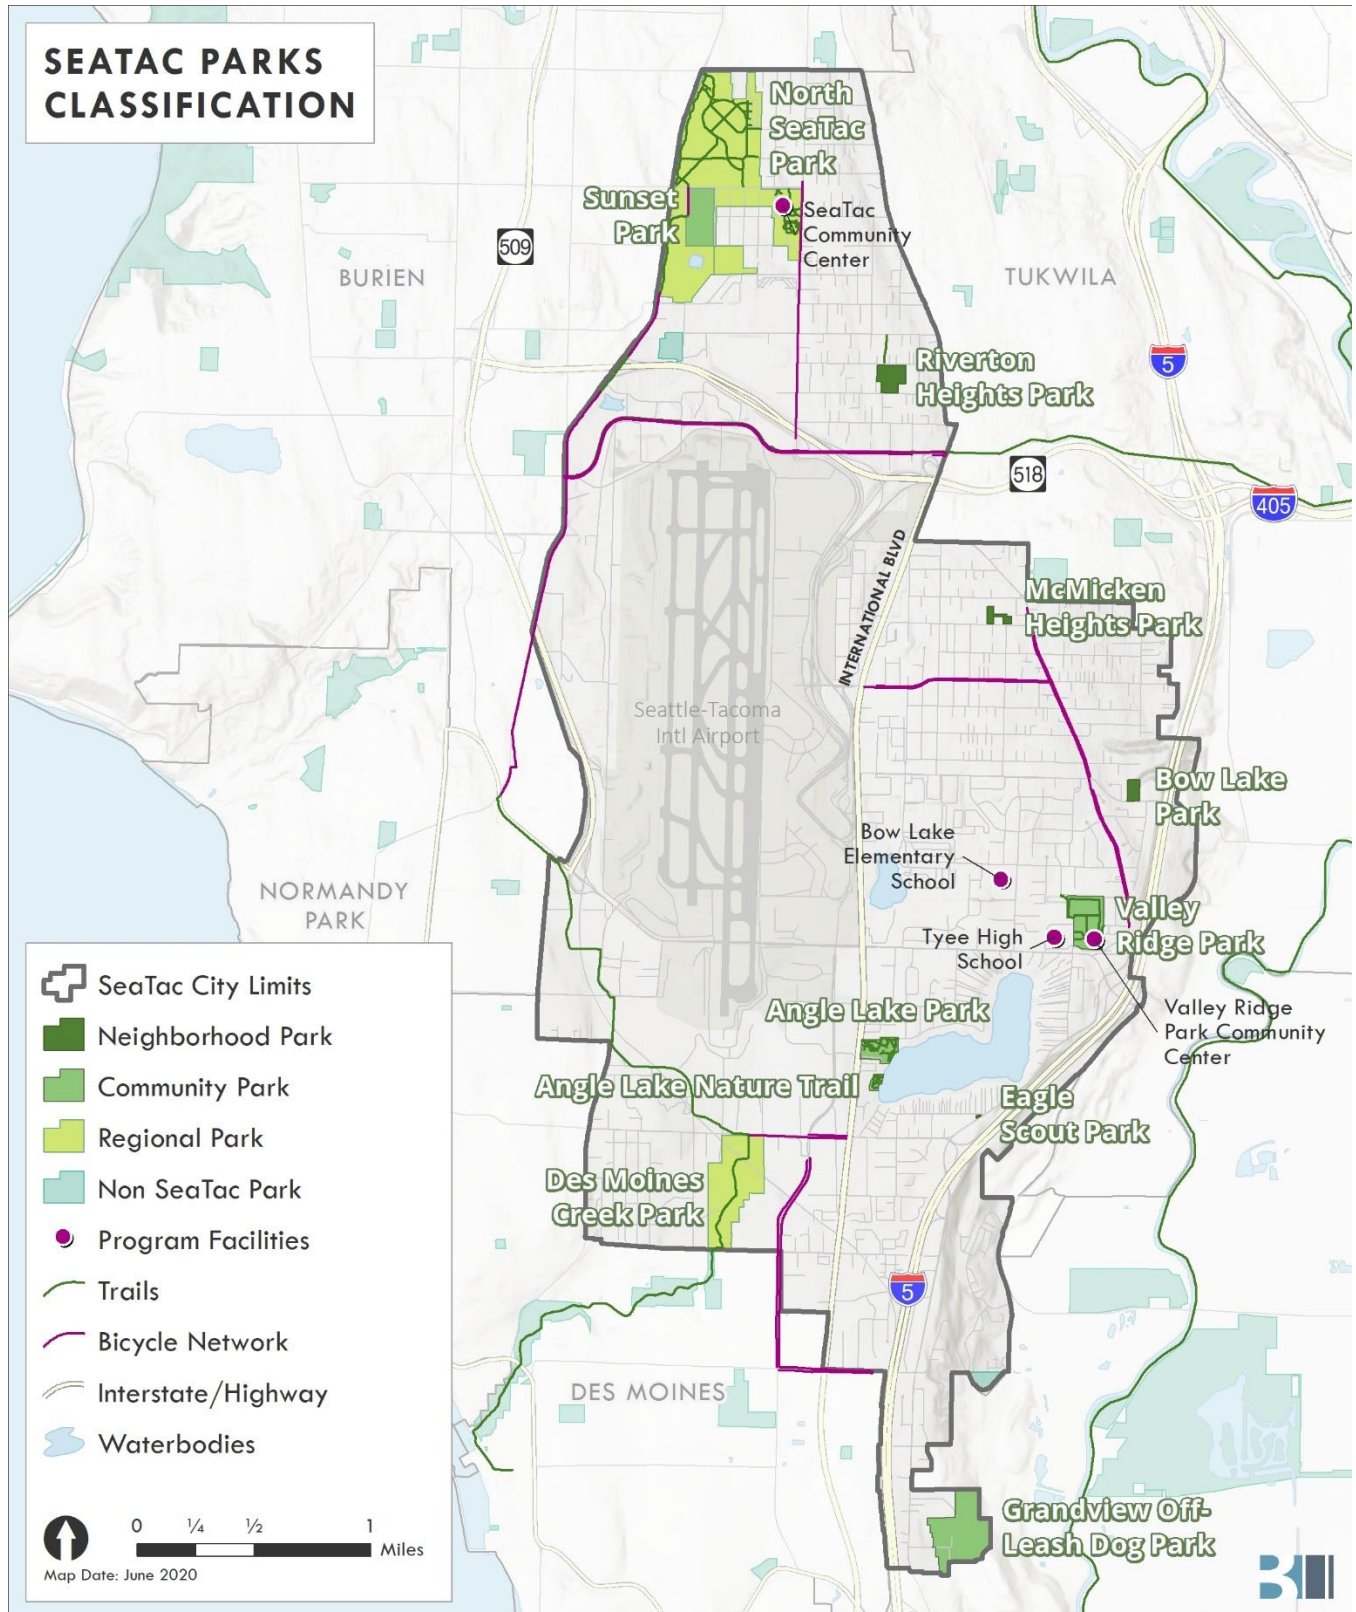 SEATAC PARKS
CLASSIFICATION
North
SeaTac
Park
Sunset
Park
SeaTac
Community
Center
509
BURIEN
TUKWILA
5
Riverton
Heights Park
518
405
INTERNATIONAL BLVD
McMicken
Heights Park
Seattle-Tacoma
Intl Airport
Bow Lake
Park
Bow Lake
Elementary
School
NORMANDY
PARK
Valley
Ridge Park
Tyee High
School
Valley Ridge
Park Community
Center
Angle Lake Park
Angle Lake Nature Trail
Eagle
Scout Park
Des Moines
Creek Park
5
DES MOINES
Grandview Off-
Leash Dog Park
SeaTac City Limits
Neighborhood Park
Community Park
Regional Park
Non SeaTac Park
Program Facilities
Trails
Bicycle Network
Interstate/Highway
Waterbodies
0 ¼ ½ 1
Miles
Map Date: June 2020